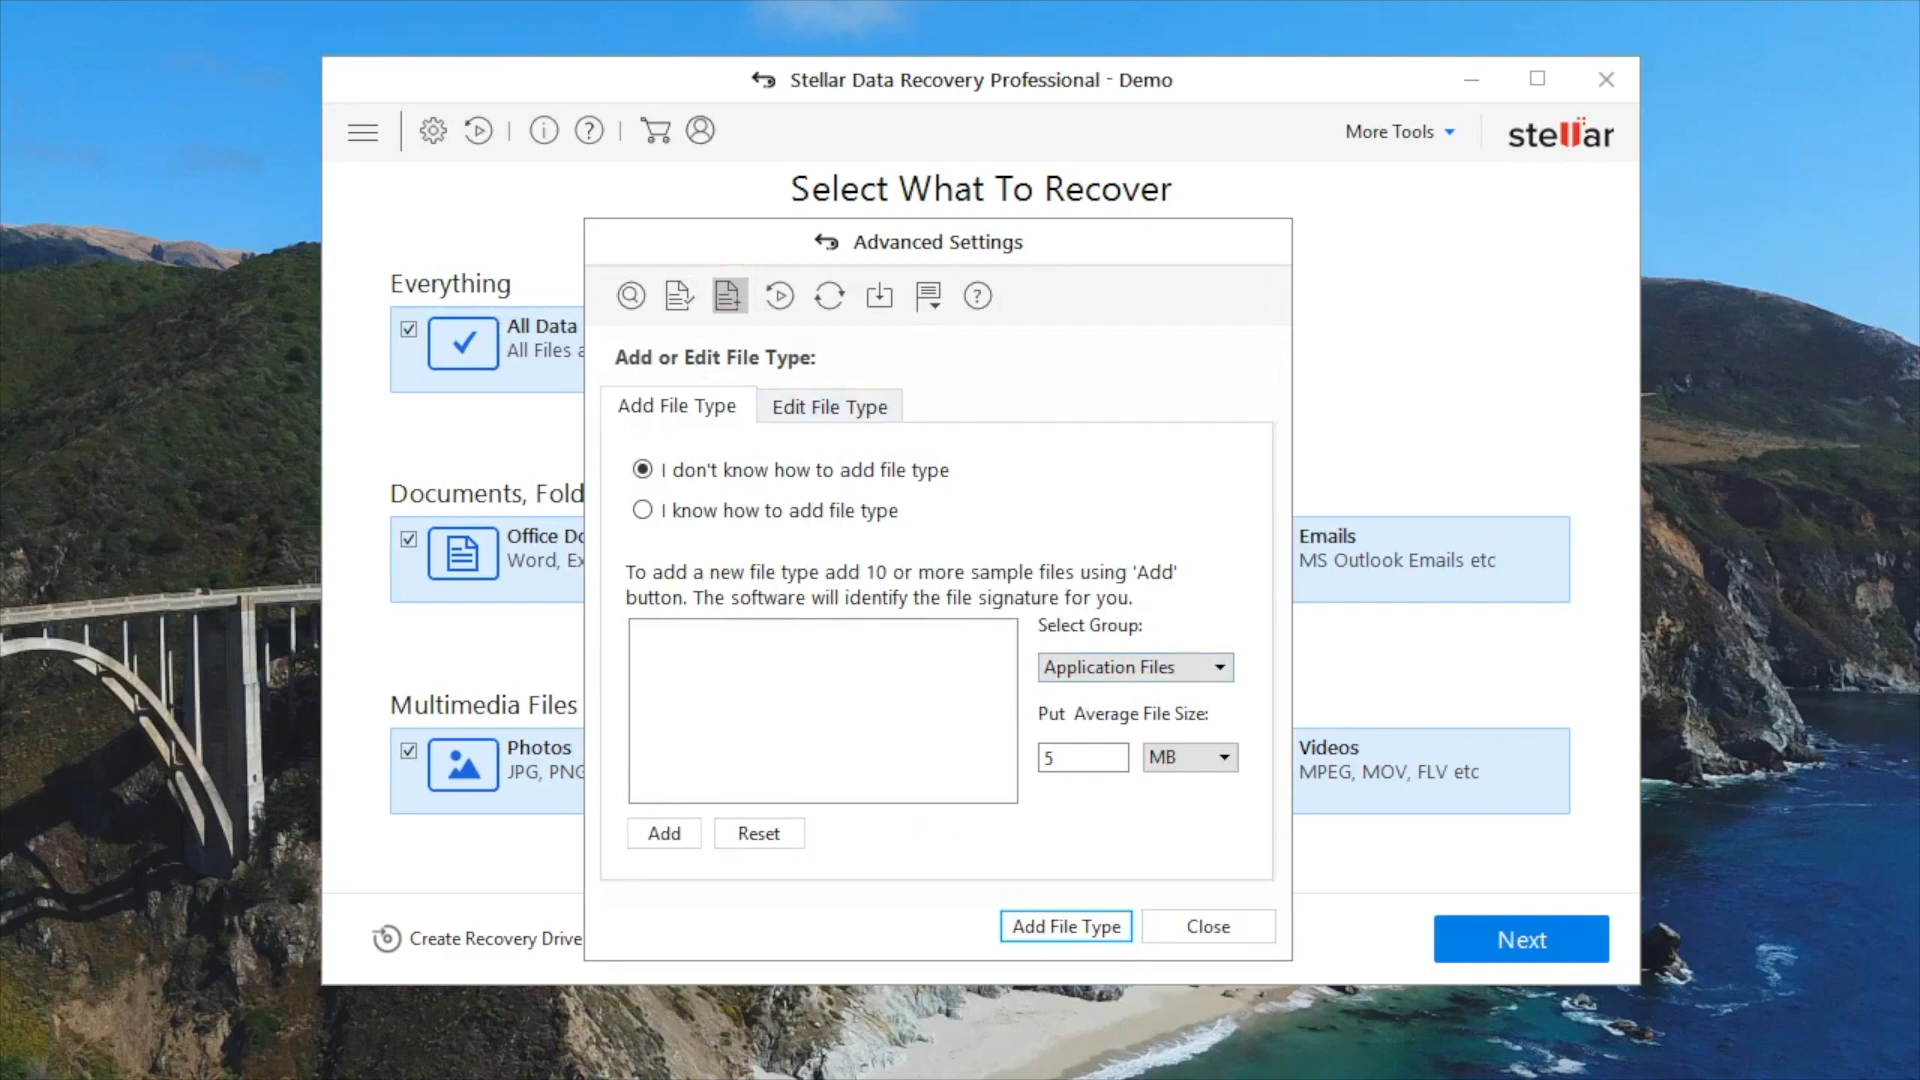 Stellar Data Recovery Professional - Demo
More Tools
stellar
Select What To Recover
Advanced Settings
Everything
All Data
All Files
Add or Edit File Type:
Add File Type
Edit File Type
I don't know how to add file type
I know how to add file type
Documents, Fold
Office Do
Word, Ex
Emails
MS Outlook Emails etc
To add a new file type add 10 or more sample files using 'Add'
button. The software will identify the file signature for you.
Select Group:
Application Files
Put Average File Size:
5
MB
Multimedia Files
Photos
JPG, PNG
Videos
MPEG, MOV, FLV etc
Add
Reset
Add File Type
Close
Create Recovery Drive
Next